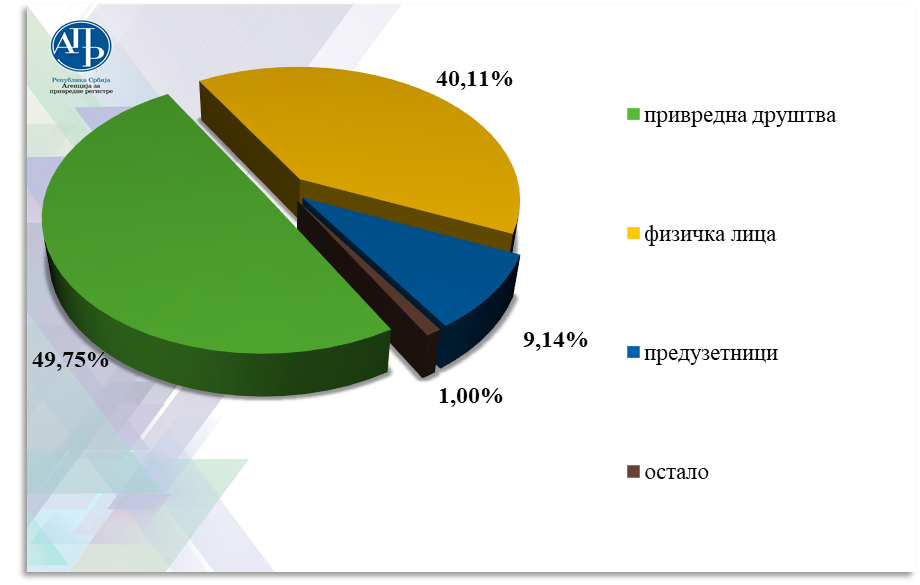 АПР
Република Србија
Агенција за
привредне регистре
40,11%
49,75%
9,14%
1,00%
привредна друштва
физичка лица
предузетници
остало